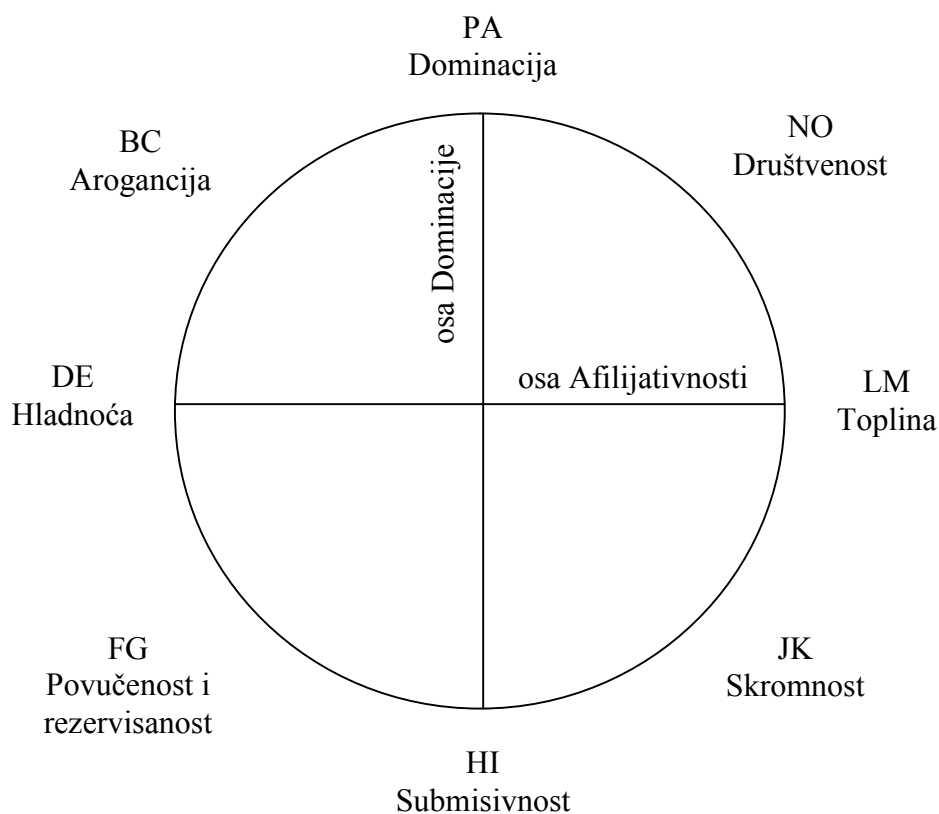 PA
Dominacija
BC
Arogancija
NO
Društvenost
osa Dominacije
DE
Hladnoća
osa Afilijativnosti
LM
Toplina
FG
Povučenost i
rezervisanost
JK
Skromnost
HI
Submisivnost